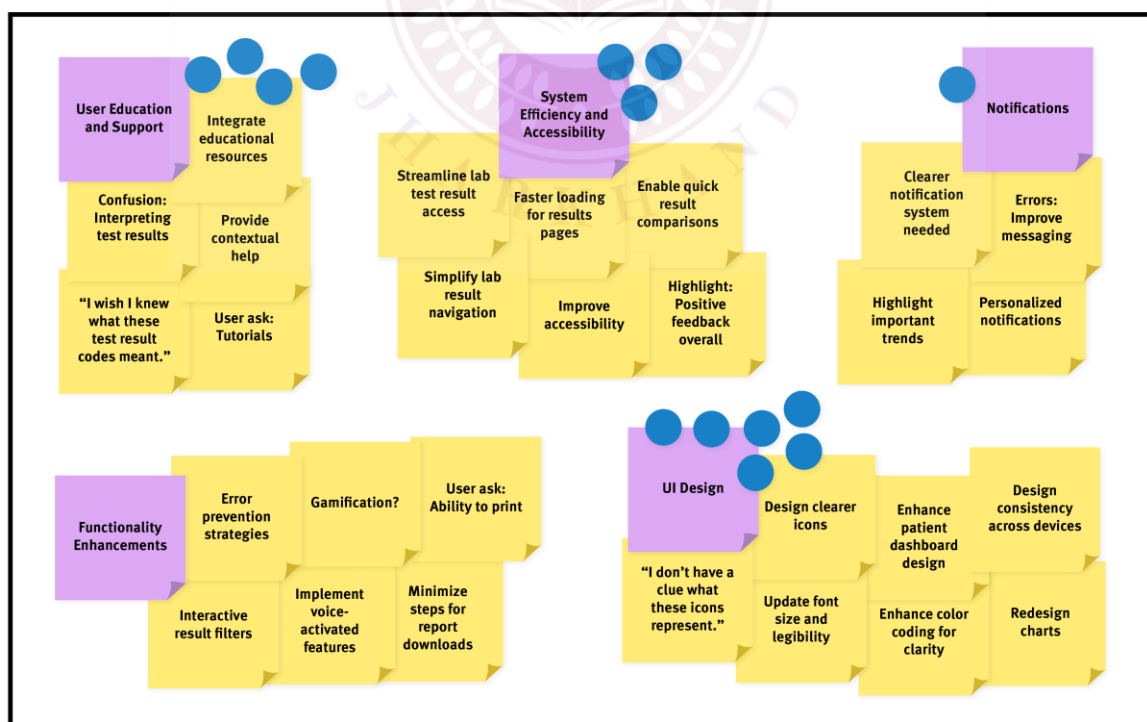 User Education
and Support
Integrate
educational
resources
Confusion:
Interpreting
test results
Provide
contextual
help
“I wish I knew
what these
test result
codes meant.”
User ask:
Tutorials
System
Efficiency and
Accessibility
Streamline lab
test result
access
Faster loading
for results
pages
Enable quick
result
comparisons
Simplify lab
result
navigation
Improve
accessibility
Highlight:
Positive
feedback
overall
Notifications
Clearer
notification
system
needed
Errors:
Improve
messaging
Highlight
important
trends
Personalized
notifications
JHARKHAND
Functionality
Enhancements
Error
prevention
strategies
Gamification?
User ask:
Ability to print
Interactive
result filters
Implement
voice-
activated
features
Minimize
steps for
report
downloads
UI Design
Design clearer
icons
Enhance
patient
dashboard
design
Design
consistency
across devices
“I don’t have a
clue what
these icons
represent.”
Update font
size and
legibility
Enhance color
coding for
clarity
Redesign
charts